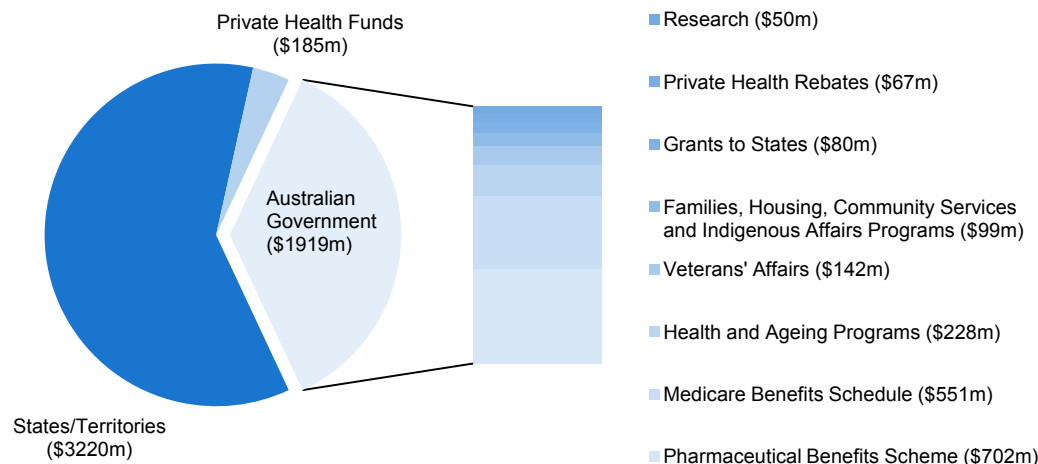 Private Health Funds
($185m)
Australian
Government
($1919m)
States/Territories
($3220m)
Research ($50m)
Private Health Rebates ($67m)
Grants to States ($80m)
Families, Housing, Community Services
and Indigenous Affairs Programs ($99m)
Veterans' Affairs ($142m)
Health and Ageing Programs ($228m)
Medicare Benefits Schedule ($551m)
Pharmaceutical Benefits Scheme ($702m)